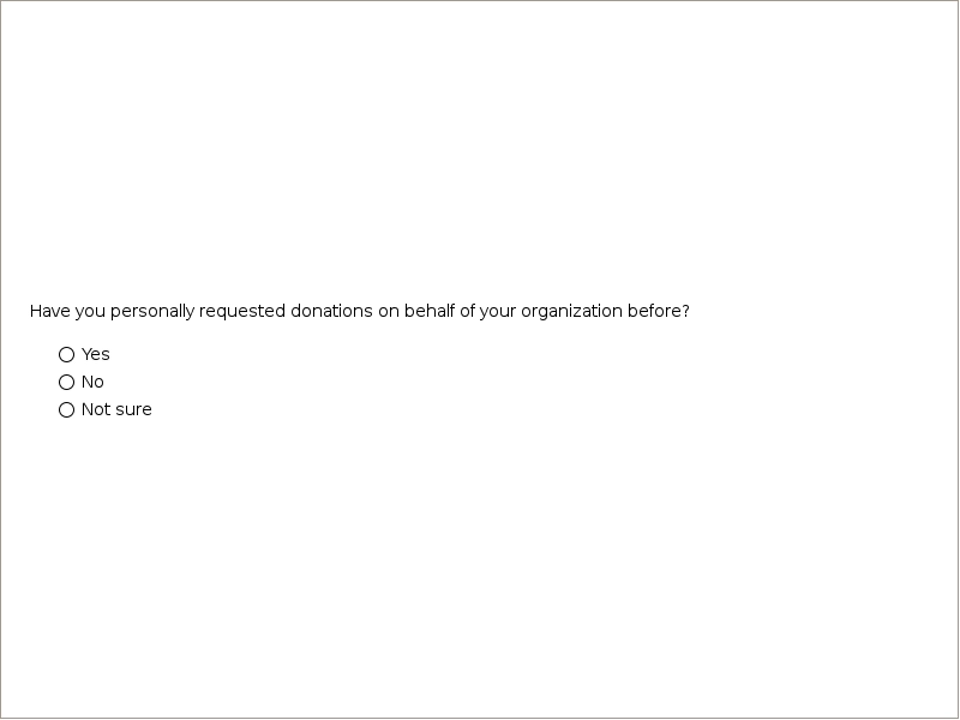 Have you personally requested donations on behalf of your organization before?
Yes
No
Not sure